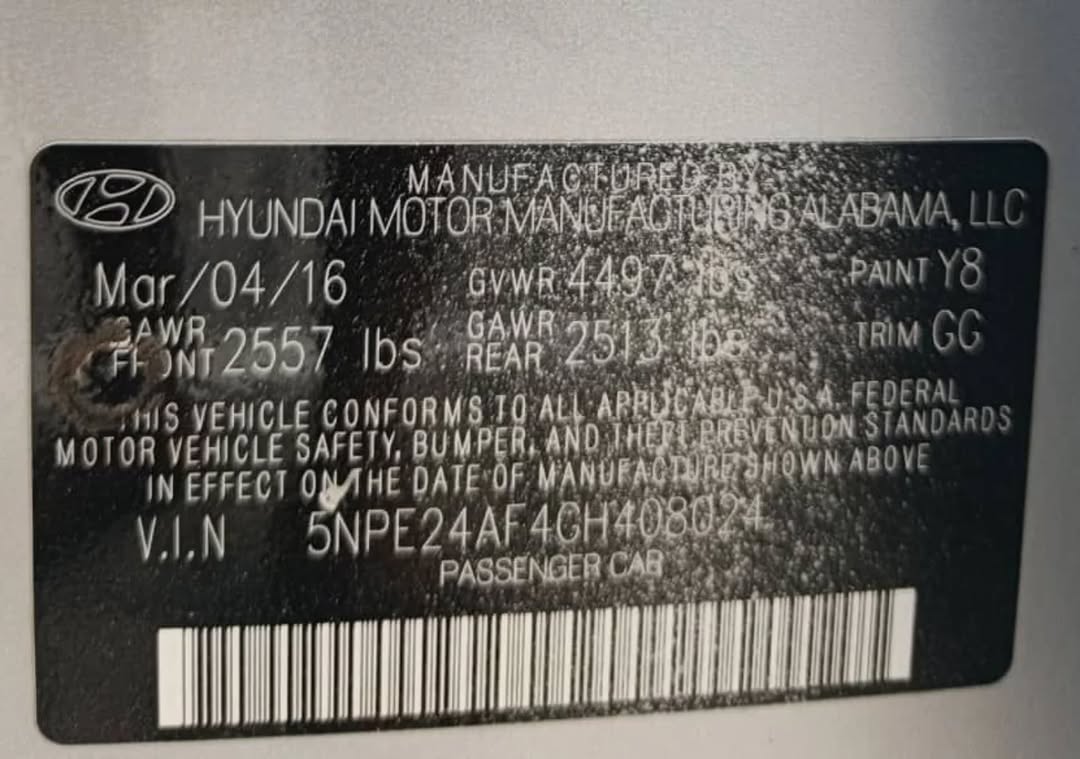 MANUFACTURED BY
HYUNDAI MOTOR MANUFACTURING ALABAMA, LLC
Mar/04/16 GVWR 4497 lbs PAINT Y8
GAWR FRONT 2557 lbs GAWR REAR 2513 lbs TRIM GG
THIS VEHICLE CONFORMS TO ALL APPLICABLE U.S.A. FEDERAL
MOTOR VEHICLE SAFETY, BUMPER, AND THEFT PREVENTION STANDARDS
IN EFFECT ON THE DATE OF MANUFACTURE SHOWN ABOVE
V.I.N 5NPE24AF4GH408024
PASSENGER CAR